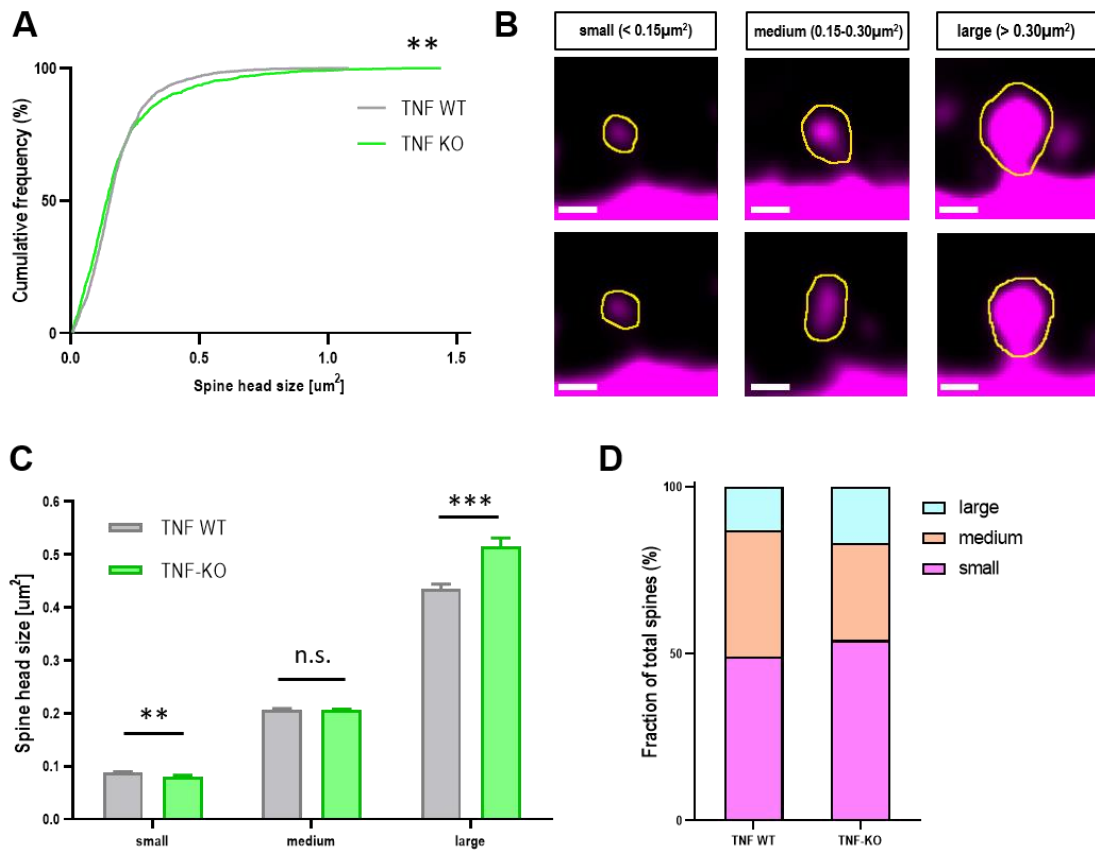 A
**
100
50
0
Cumulative frequency (%)
TNF WT
TNF KO
0.0
0.5
1.0
1.5
Spine head size [um²]
B
small (< 0.15µm²)
medium (0.15-0.30µm²)
large (> 0.30µm²)
C
0.6
0.5
0.4
0.3
0.2
0.1
0.0
Spine head size [um²]
TNF WT
TNF-KO
**
n.s.
***
small
medium
large
D
100
50
0
Fraction of total spines (%)
large
medium
small
TNF WT
TNF-KO